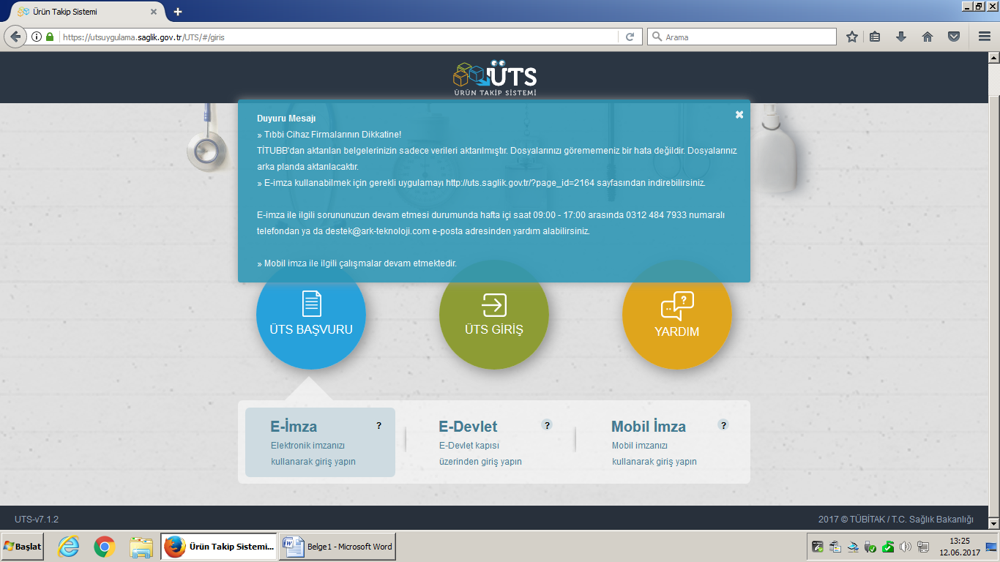 Ürün Takip Sistemi
https://utsuygulama.saglik.gov.tr/UTS/#/giris
Arama
ÜTS
ÜRÜN TAKİP SİSTEMİ
Duyuru Mesajı
» Tıbbi Cihaz Firmalarının Dikkatine!
TİTUBB'dan aktarılan belgelerinizin sadece verileri aktarılmıştır. Dosyalarınızı görememeniz bir hata değildir. Dosyalarınız
arka planda aktarılacaktır.
» E-imza kullanabilmek için gerekli uygulamayı http://uts.saglik.gov.tr/?page_id=2164 sayfasından indirebilirsiniz.
E-imza ile ilgili sorununuzun devam etmesi durumunda hafta içi saat 09:00 - 17:00 arasında 0312 484 7933 numaralı
telefondan ya da destek@ark-teknoloji.com e-posta adresinden yardım alabilirsiniz.
» Mobil imza ile ilgili çalışmalar devam etmektedir.
ÜTS BAŞVURU
ÜTS GİRİŞ
YARDIM
E-İmza ?
Elektronik imzanızı
kullanarak giriş yapın
E-Devlet ?
E-Devlet kapısı
üzerinden giriş yapın
Mobil İmza ?
Mobil imzanızı
kullanarak giriş yapın
UTS-v7.1.2
2017 © TÜBİTAK / T.C. Sağlık Bakanlığı
Başlat
Ürün Takip Sistemi...
Belge1 - Microsoft Word
13:25
12.06.2017